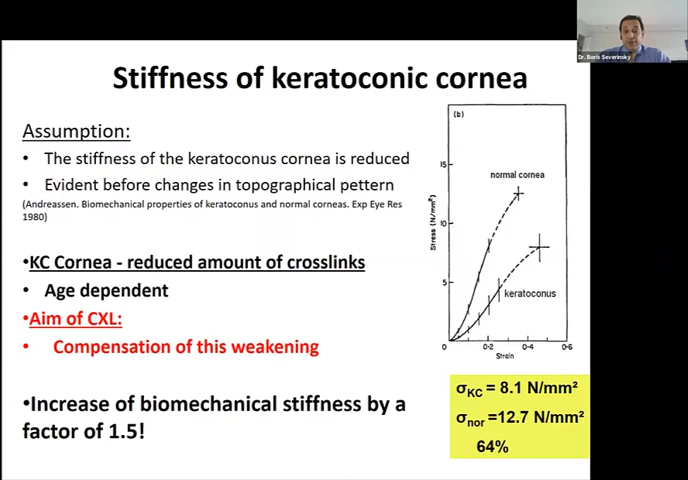 Dr. Boris Severinsky
Stiffness of keratoconic cornea
Assumption:
• The stiffness of the keratoconus cornea is reduced
• Evident before changes in topographical pettern
(Andreassen. Biomechanical properties of keratoconus and normal corneas. Exp Eye Res
1980)
•KC Cornea - reduced amount of crosslinks
• Age dependent
•Aim of CXL:
• Compensation of this weakening
•Increase of biomechanical stiffness by a
factor of 1.5!
(b)
15
normal cornea
Stress (N/mm²)
10
5
keratoconus
0 0·2 0·4 0·6
Strain
σKC = 8.1 N/mm²
σnor =12.7 N/mm²
64%